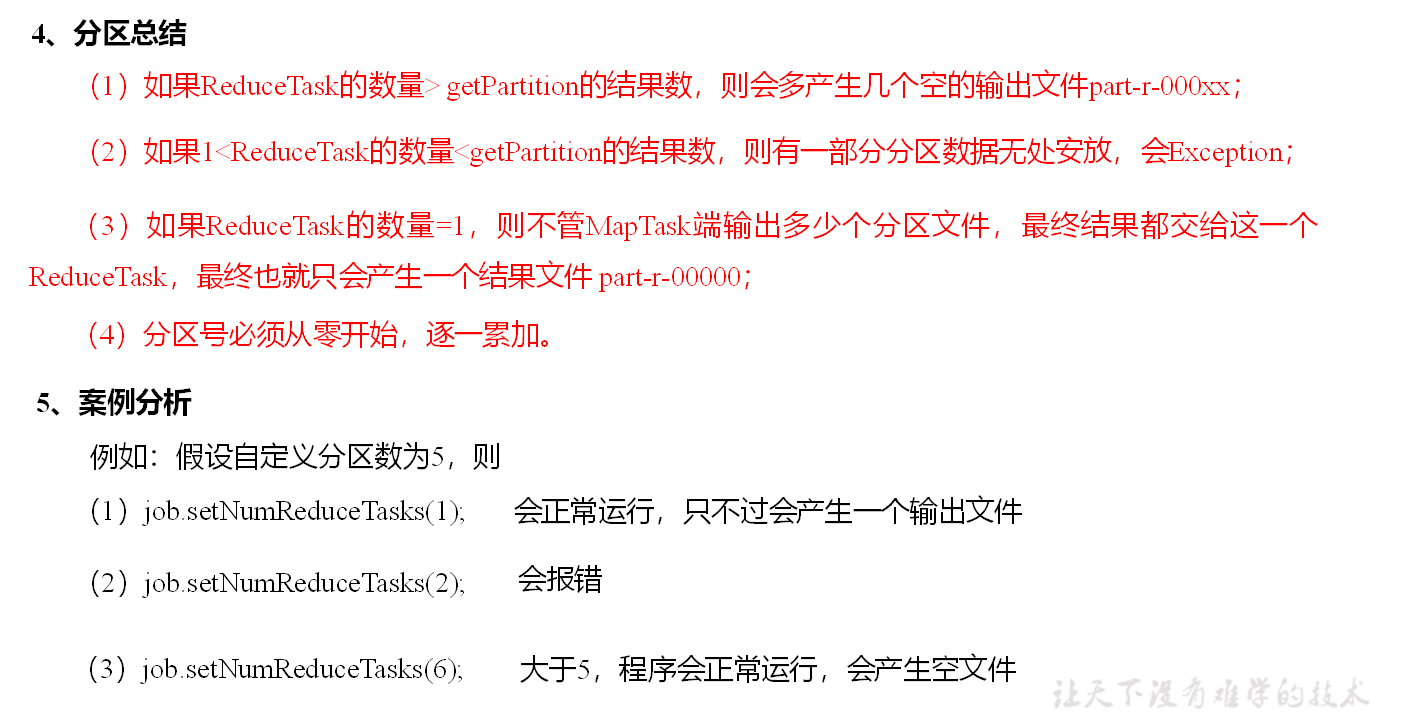 4、分区总结
（1）如果ReduceTask的数量> getPartition的结果数，则会多产生几个空的输出文件part-r-000xx；
（2）如果1<ReduceTask的数量<getPartition的结果数，则有一部分分区数据无处安放，会Exception；
（3）如果ReduceTask的数量=1，则不管MapTask端输出多少个分区文件，最终结果都交给这一个
ReduceTask，最终也就只会产生一个结果文件 part-r-00000；
（4）分区号必须从零开始，逐一累加。
5、案例分析
例如：假设自定义分区数为5，则
（1）job.setNumReduceTasks(1); 会正常运行，只不过会产生一个输出文件
（2）job.setNumReduceTasks(2); 会报错
（3）job.setNumReduceTasks(6); 大于5，程序会正常运行，会产生空文件
让天下没有难学的技术